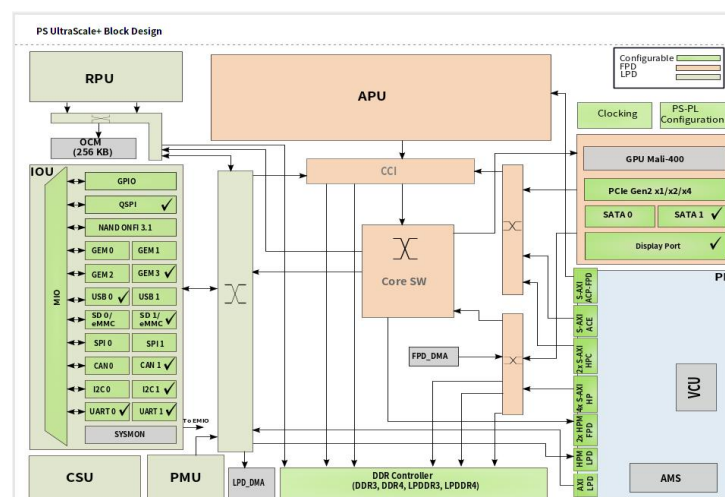 PS UltraScale+ Block Design
Configurable
FPD
LPD
RPU
APU
Clocking
PS-PL
Configuration
OCM
(256 KB)
GPU Mali-400
IOU
CCI
GPIO
PCIe Gen2 x1/x2/x4
QSPI
SATA 0
SATA 1
NAND ONFI 3.1
Display Port
GEM 0
GEM 1
GEM 2
GEM 3
Core SW
MIO
USB 0
USB 1
SD 0/
eMMC
SD 1/
eMMC
SPI 0
SPI 1
CAN 0
CAN 1
I2C 0
I2C 1
UART 0
UART 1
SYSMON
To EMIO
FPD_DMA
S-AXI
ACP-FPD
S-AXI
ACE
2x S-AXI
HPC
4x S-AXI
HP
2x HPM
FPD
HPM
LPD
AXI
LPD
VCU
AMS
CSU
PMU
LPD_DMA
DDR Controller
(DDR3, DDR4, LPDDR3, LPDDR4)